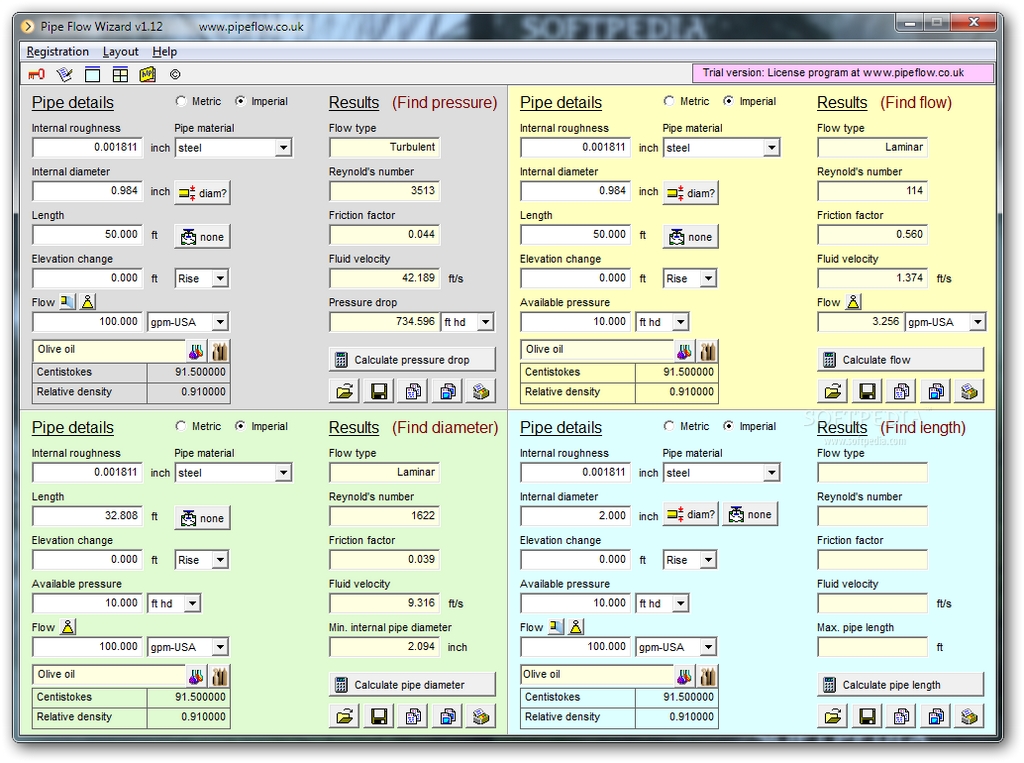 Pipe Flow Wizard v1.12 www.pipeflow.co.uk
SOFTPEDIA
Registration Layout Help
Trial version: License program at www.pipeflow.co.uk
Pipe details Metric Imperial Results (Find pressure)
Internal roughness Pipe material Flow type
0.001811 inch steel Turbulent
Internal diameter Reynold's number
0.984 inch diam? 3513
Length Friction factor
50.000 ft none 0.044
Elevation change Fluid velocity
0.000 ft Rise 42.189 ft/s
Flow Pressure drop
100.000 gpm-USA 734.596 ft hd
Olive oil Calculate pressure drop
Centistokes 91.500000
Relative density 0.910000
Pipe details Metric Imperial Results (Find flow)
Internal roughness Pipe material Flow type
0.001811 inch steel Laminar
Internal diameter Reynold's number
0.984 inch diam? 114
Length Friction factor
50.000 ft none 0.560
Elevation change Fluid velocity
0.000 ft Rise 1.374 ft/s
Available pressure Flow
10.000 ft hd 3.256 gpm-USA
Olive oil Calculate flow
Centistokes 91.500000
Relative density 0.910000
Pipe details Metric Imperial Results (Find diameter)
Internal roughness Pipe material Flow type
0.001811 inch steel Laminar
Length Reynold's number
32.808 ft none 1622
Elevation change Friction factor
0.000 ft Rise 0.039
Available pressure Fluid velocity
10.000 ft hd 9.316 ft/s
Flow Min. internal pipe diameter
100.000 gpm-USA 2.094 inch
Olive oil Calculate pipe diameter
Centistokes 91.500000
Relative density 0.910000
SOFTPEDIA
www.softpedia.com
Pipe details Metric Imperial Results (Find length)
Internal roughness Pipe material Flow type
0.001811 inch steel
Internal diameter Reynold's number
2.000 inch diam? none
Elevation change Friction factor
0.000 ft Rise
Available pressure Fluid velocity
10.000 ft hd ft/s
Flow Max. pipe length
100.000 gpm-USA ft
Olive oil Calculate pipe length
Centistokes 91.500000
Relative density 0.910000